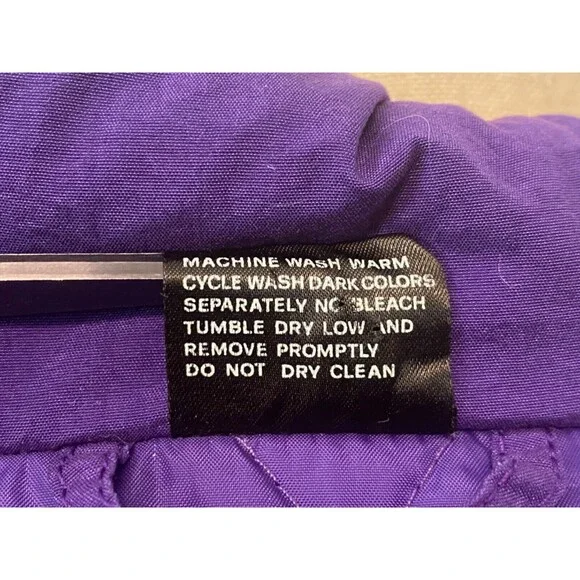 MACHINE WASH WARM
CYCLE WASH DARK COLORS
SEPARATELY NO BLEACH
TUMBLE DRY LOW AND
REMOVE PROMPTLY
DO NOT DRY CLEAN